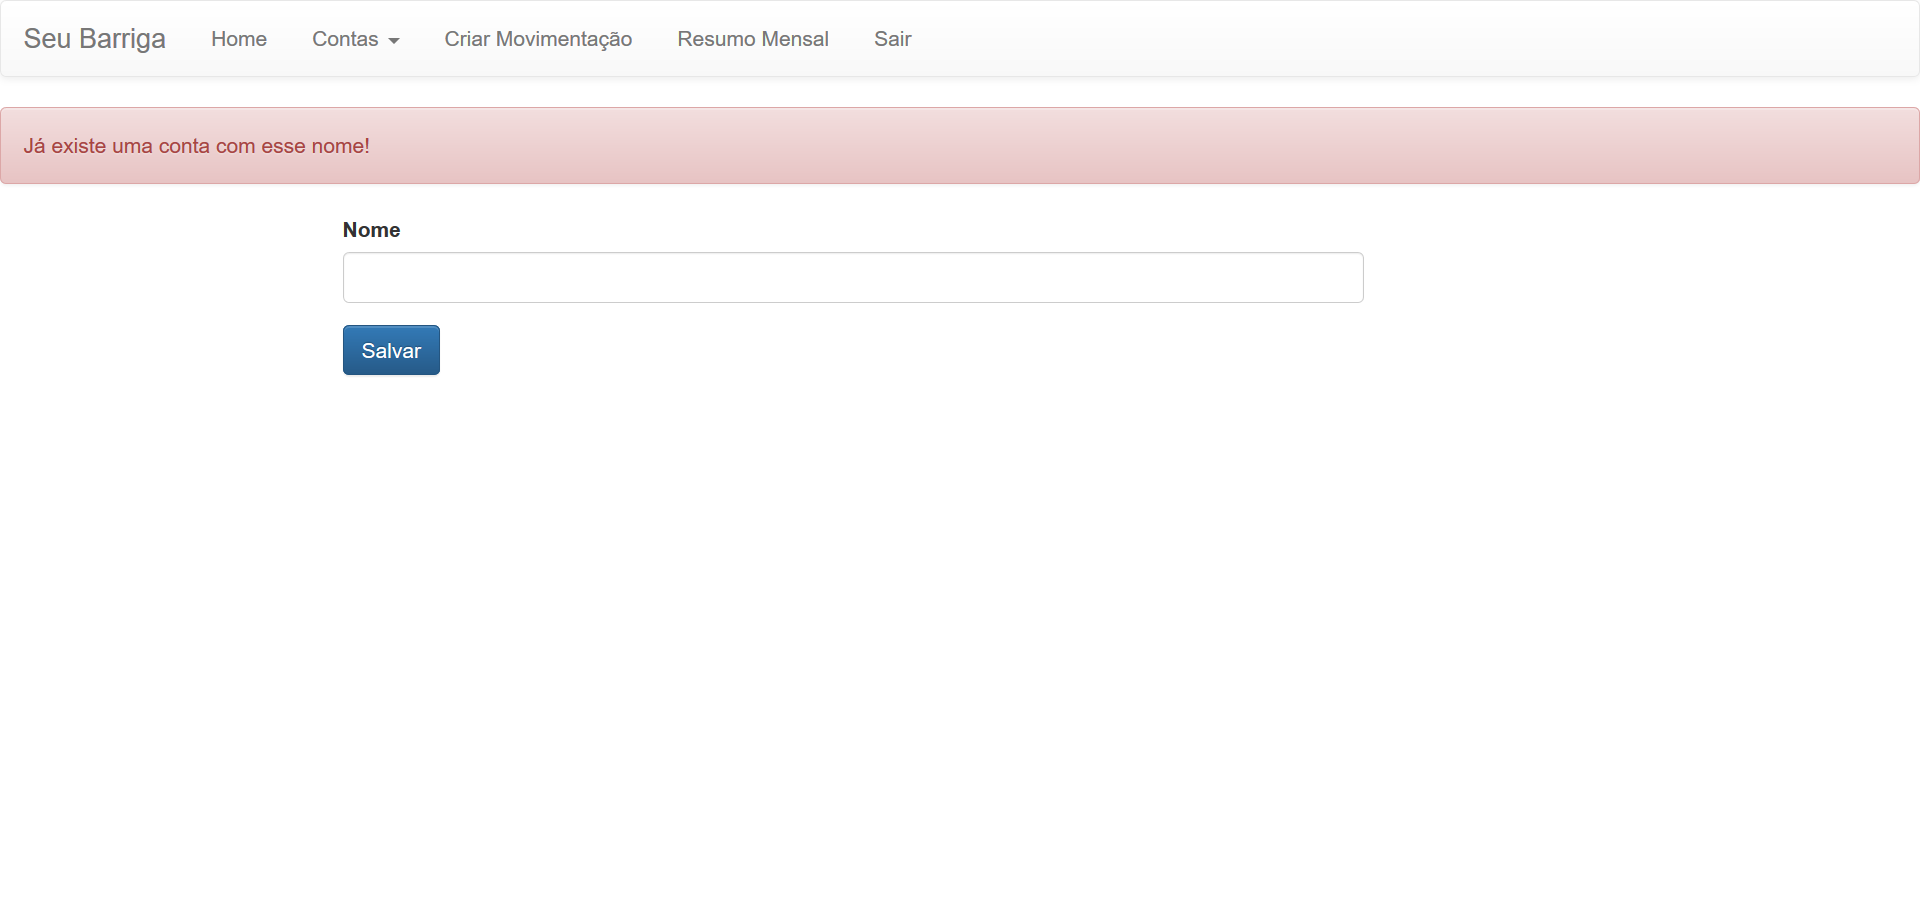 Seu Barriga Home Contas Criar Movimentação Resumo Mensal Sair
Já existe uma conta com esse nome!
Nome
Salvar